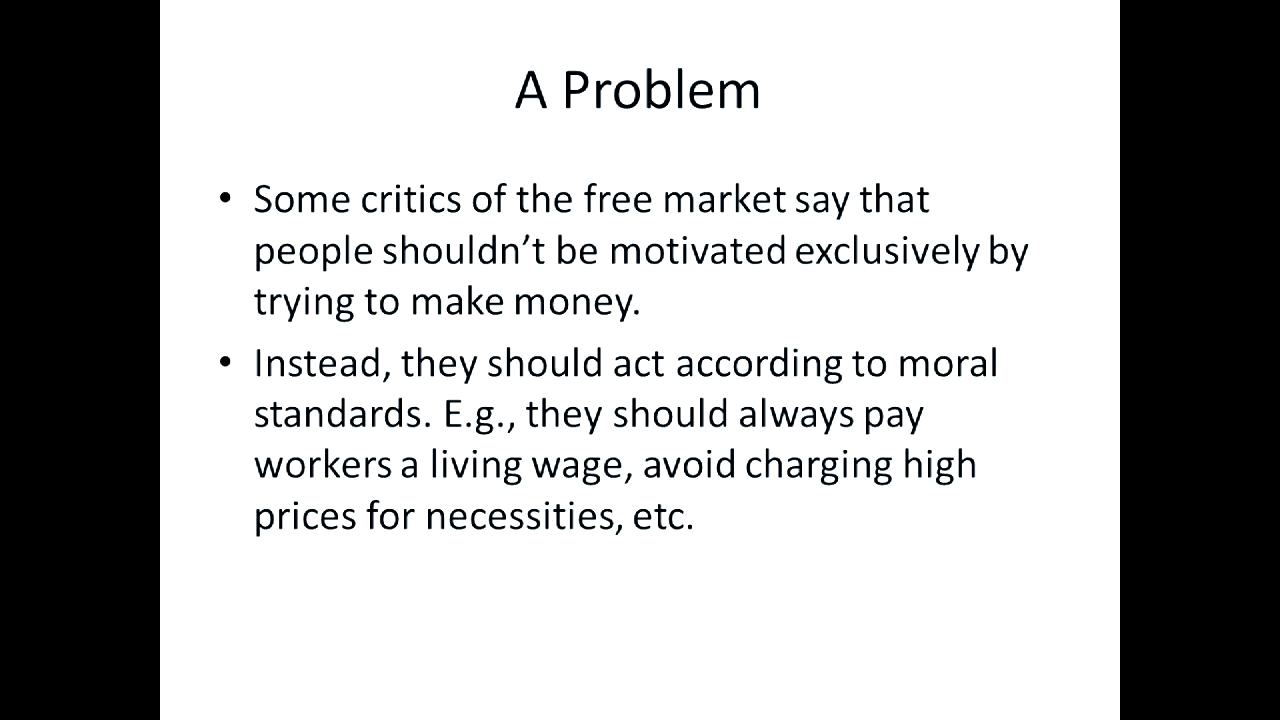 A Problem
• Some critics of the free market say that
people shouldn’t be motivated exclusively by
trying to make money.
• Instead, they should act according to moral
standards. E.g., they should always pay
workers a living wage, avoid charging high
prices for necessities, etc.